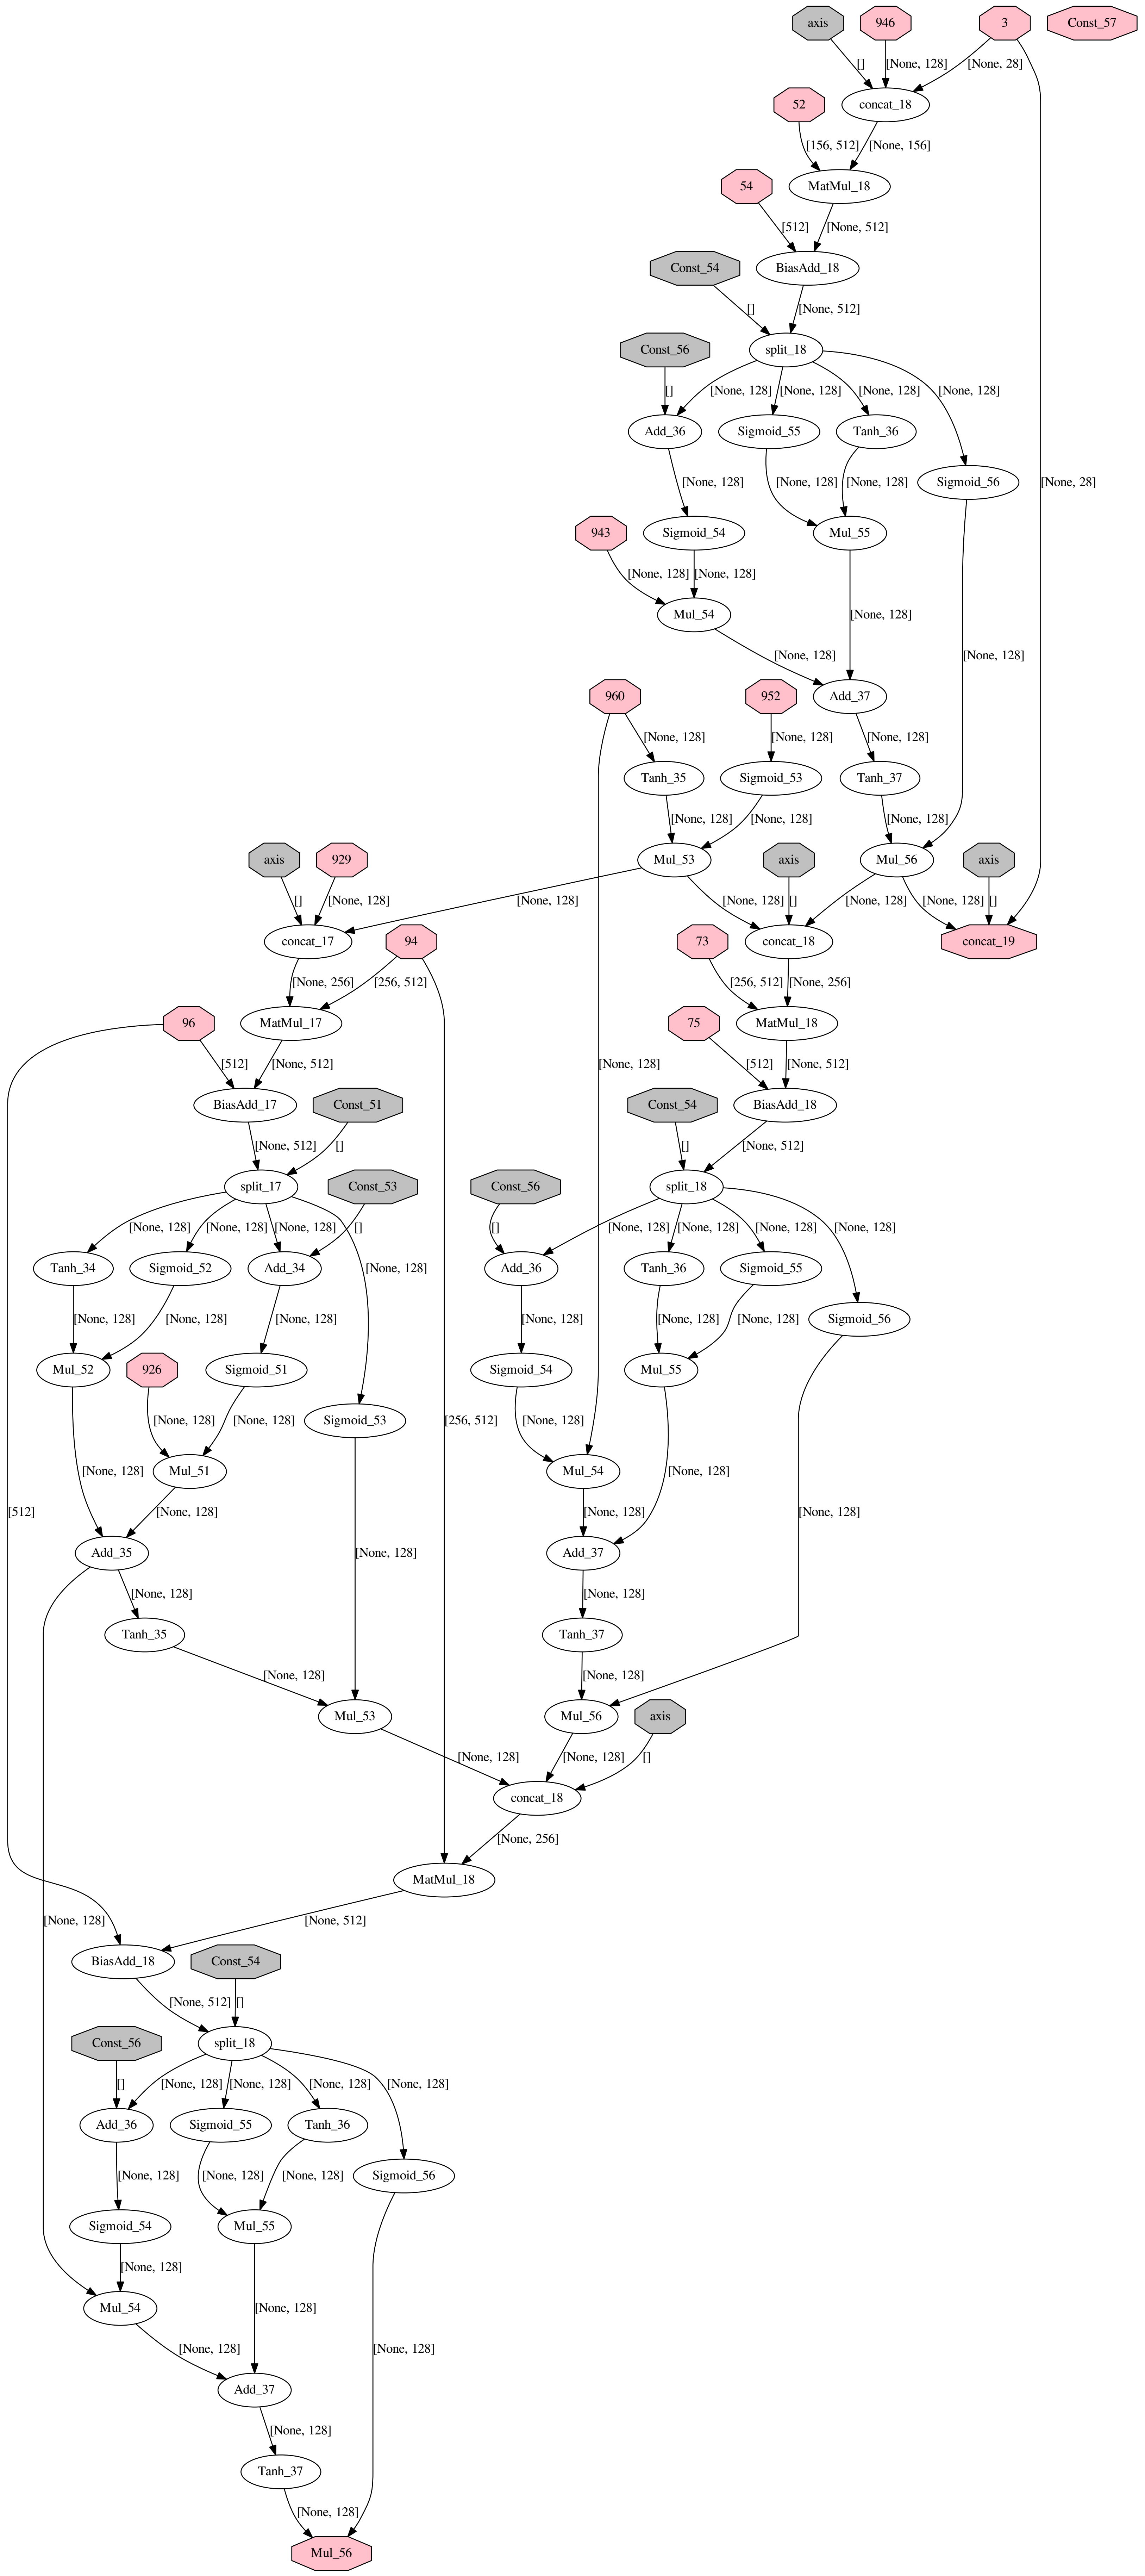 axis 946 3 Const_57
[] [None, 128] [None, 28]
52 concat_18
[156, 512] [None, 156]
54 MatMul_18
[512] [None, 512]
Const_54 BiasAdd_18
[] [None, 512]
Const_56 split_18
[] [None, 128] [None, 128] [None, 128] [None, 128]
Add_36 Sigmoid_55 Tanh_36
[None, 128] [None, 128] [None, 128] Sigmoid_56 [None, 28]
943 Sigmoid_54 Mul_55
[None, 128] [None, 128]
Mul_54 [None, 128]
[None, 128] [None, 128]
960 952 Add_37
[None, 128] [None, 128] [None, 128]
Tanh_35 Sigmoid_53 Tanh_37
[None, 128] [None, 128] [None, 128]
axis 929 Mul_53 axis Mul_56 axis
[] [None, 128] [None, 128] [None, 128] [] [None, 128] [None, 128] []
concat_17 94 73 concat_18 concat_19
[None, 256] [256, 512] [256, 512] [None, 256]
96 MatMul_17 75 MatMul_18
[512] [None, 512] [None, 128] [512] [None, 512]
BiasAdd_17 Const_51 Const_54 BiasAdd_18
[None, 512] [] [] [None, 512]
split_17 Const_53 Const_56 split_18
[None, 128] [None, 128] [None, 128] [] [] [None, 128] [None, 128] [None, 128] [None, 128]
Tanh_34 Sigmoid_52 Add_34 [None, 128] Add_36 Tanh_36 Sigmoid_55
[None, 128] [None, 128] [None, 128] [None, 128] [None, 128] [None, 128] Sigmoid_56
Mul_52 926 Sigmoid_51 Sigmoid_54 Mul_55
[None, 128] [None, 128] Sigmoid_53 [256, 512] [None, 128]
[None, 128] Mul_51 Mul_54 [None, 128]
[512] [None, 128] [None, 128] [None, 128]
Add_35 [None, 128] Add_37
[None, 128] [None, 128]
Tanh_35 Tanh_37
[None, 128] [None, 128]
Mul_53 Mul_56 axis
[None, 128] [None, 128] []
concat_18
[None, 256]
MatMul_18
[None, 128] [None, 512]
BiasAdd_18 Const_54
[None, 512] []
Const_56 split_18
[] [None, 128] [None, 128] [None, 128] [None, 128]
Add_36 Sigmoid_55 Tanh_36
[None, 128] [None, 128] [None, 128] Sigmoid_56
Sigmoid_54 Mul_55
[None, 128]
Mul_54 [None, 128]
[None, 128] [None, 128]
Add_37
[None, 128]
Tanh_37
[None, 128]
Mul_56